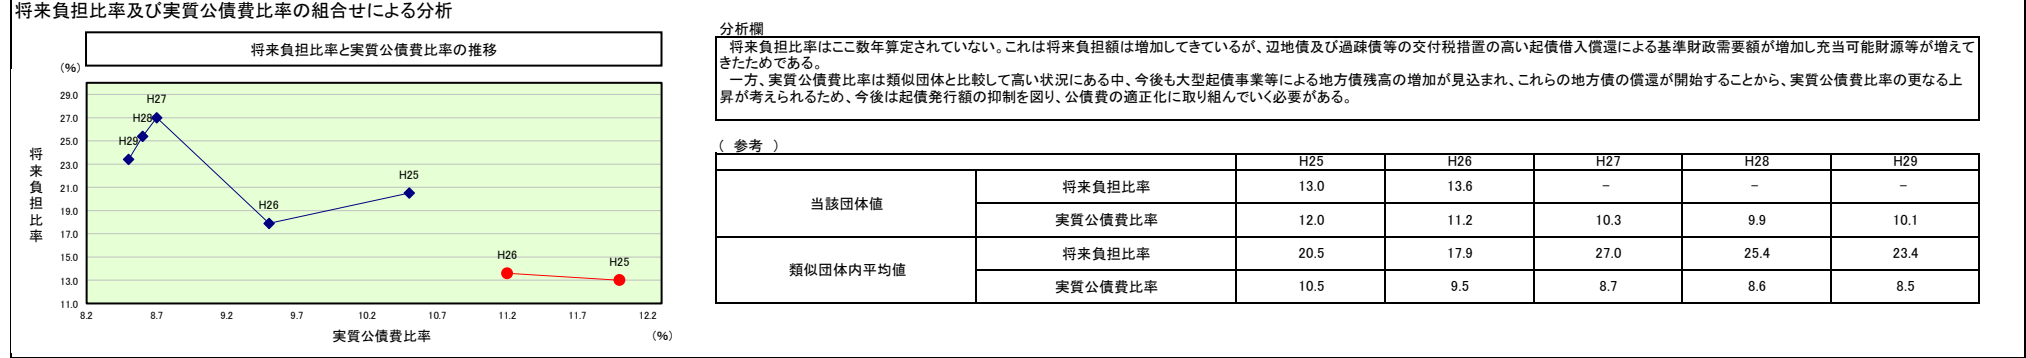 将来負担比率及び実質公債費比率の組合せによる分析
将来負担比率と実質公債費比率の推移
(%)
29.0
27.0
25.0
23.0
21.0
19.0
17.0
15.0
13.0
11.0
将来負担比率
H27
H28
H29
H25
H26
H26
H25
8.2 8.7 9.2 9.7 10.2 10.7 11.2 11.7 12.2
実質公債費比率
(%)
分析欄
将来負担比率はここ数年算定されていない。これは将来負担額は増加してきているが、辺地債及び過疎債等の交付税措置の高い起債借入償還による基準財政需要額が増加し充当可能財源等が増えて
きたためである。
一方、実質公債費比率は類似団体と比較して高い状況にある中、今後も大型起債事業等による地方債残高の増加が見込まれ、これらの地方債の償還が開始することから、実質公債費比率の更なる上
昇が考えられるため、今後は起債発行額の抑制を図り、公債費の適正化に取り組んでいく必要がある。
( 参考 )
H25 H26 H27 H28 H29
当該団体値
将来負担比率 13.0 13.6 - - -
実質公債費比率 12.0 11.2 10.3 9.9 10.1
類似団体内平均値
将来負担比率 20.5 17.9 27.0 25.4 23.4
実質公債費比率 10.5 9.5 8.7 8.6 8.5